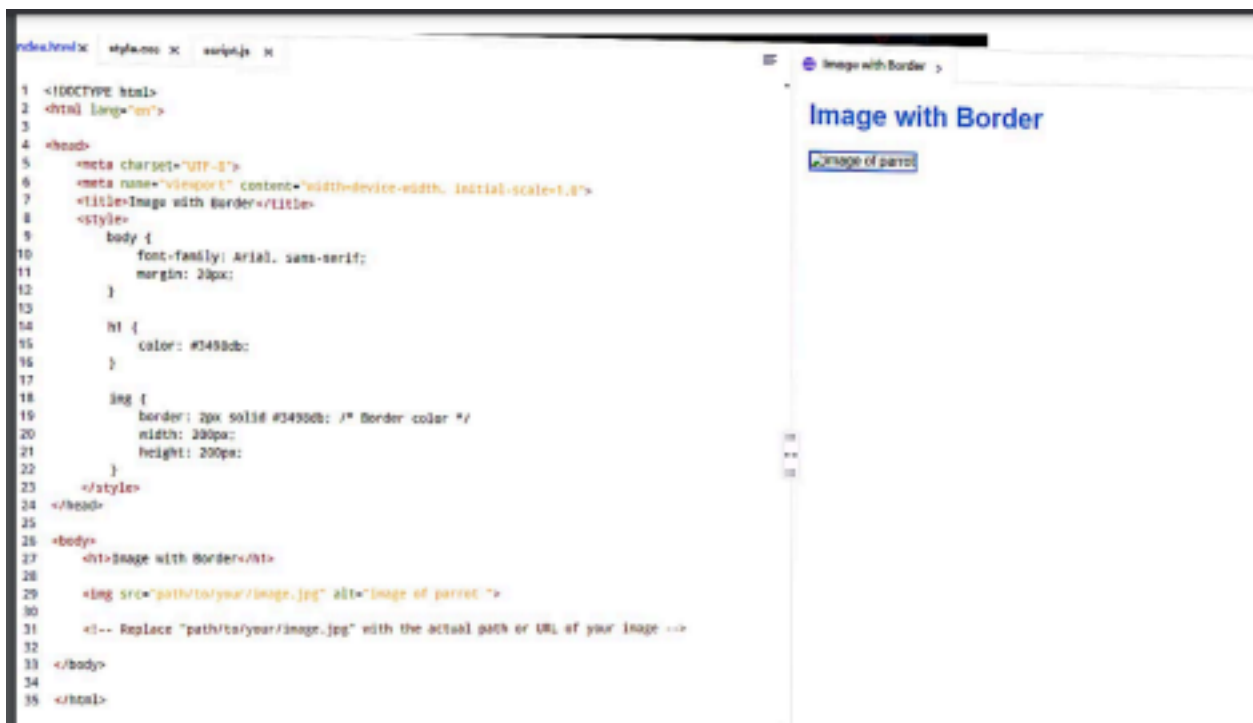 index.html ×
style.css ×
script.js ×
1 <!DOCTYPE html>
2 <html lang="en">
3
4 <head>
5 <meta charset="UTF-8">
6 <meta name="viewport" content="width=device-width, initial-scale=1.0">
7 <title>Image with Border</title>
8 <style>
9 body {
10 font-family: Arial, sans-serif;
11 margin: 20px;
12 }
13
14 h1 {
15 color: #3498db;
16 }
17
18 img {
19 border: 2px solid #3498db; /* Border color */
20 width: 300px;
21 height: 200px;
22 }
23 </style>
24 </head>
25
26 <body>
27 <h1>Image with Border</h1>
28
29 <img src="path/to/your/image.jpg" alt="image of parrot ">
30
31 <!-- Replace "path/to/your/image.jpg" with the actual path or URL of your image -->
32
33 </body>
34
35 </html>
Image with Border
Image with Border
image of parrot